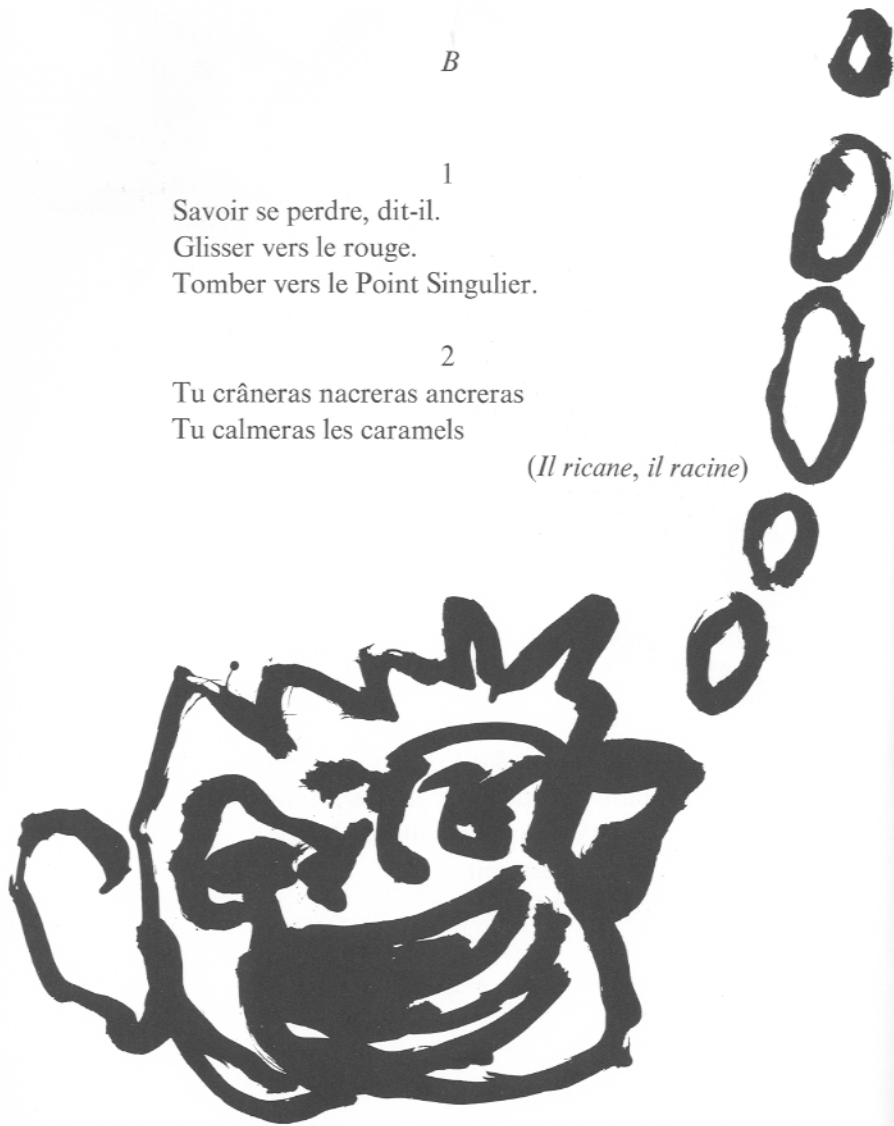 B
1
Savoir se perdre, dit-il.
Glisser vers le rouge.
Tomber vers le Point Singulier.
2
Tu crâneras nacreras ancreras
Tu calmeras les caramels
(Il ricane, il racine)